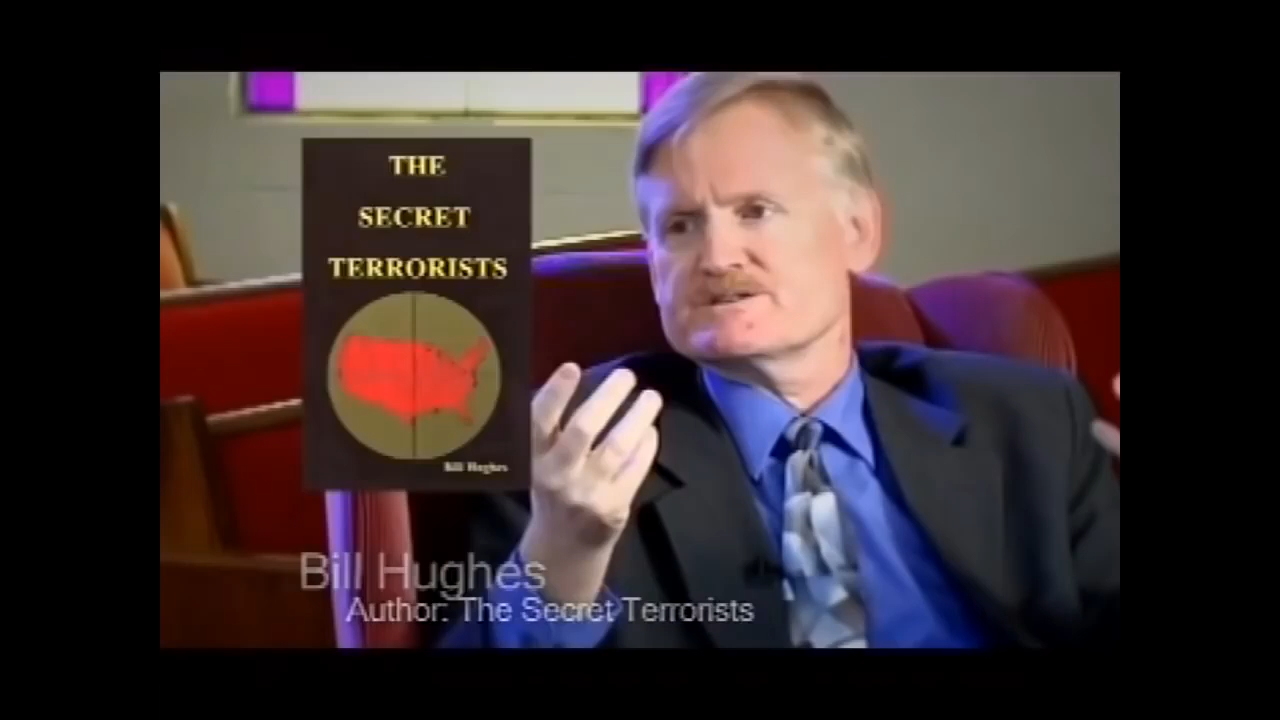 THE
SECRET
TERRORISTS
Bill Hughes
Bill Hughes
Author: The Secret Terrorists